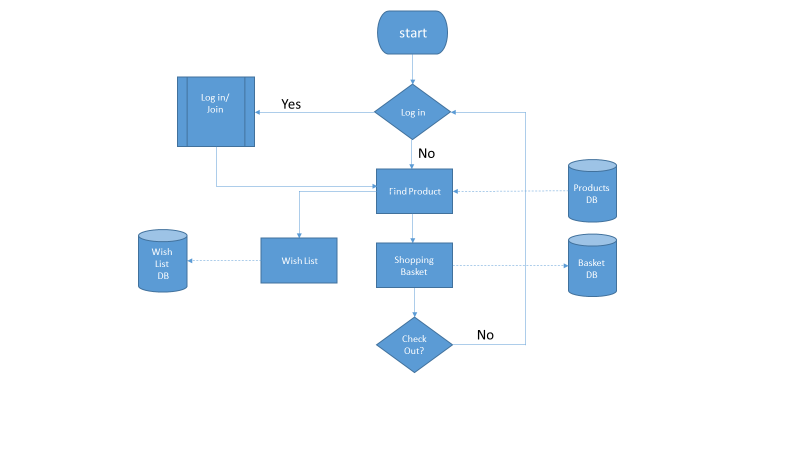 start
Log in/
Join
Yes
Log in
No
Find Product
Products
DB
Wish
List
DB
Wish List
Shopping
Basket
Basket
DB
Check
Out?
No